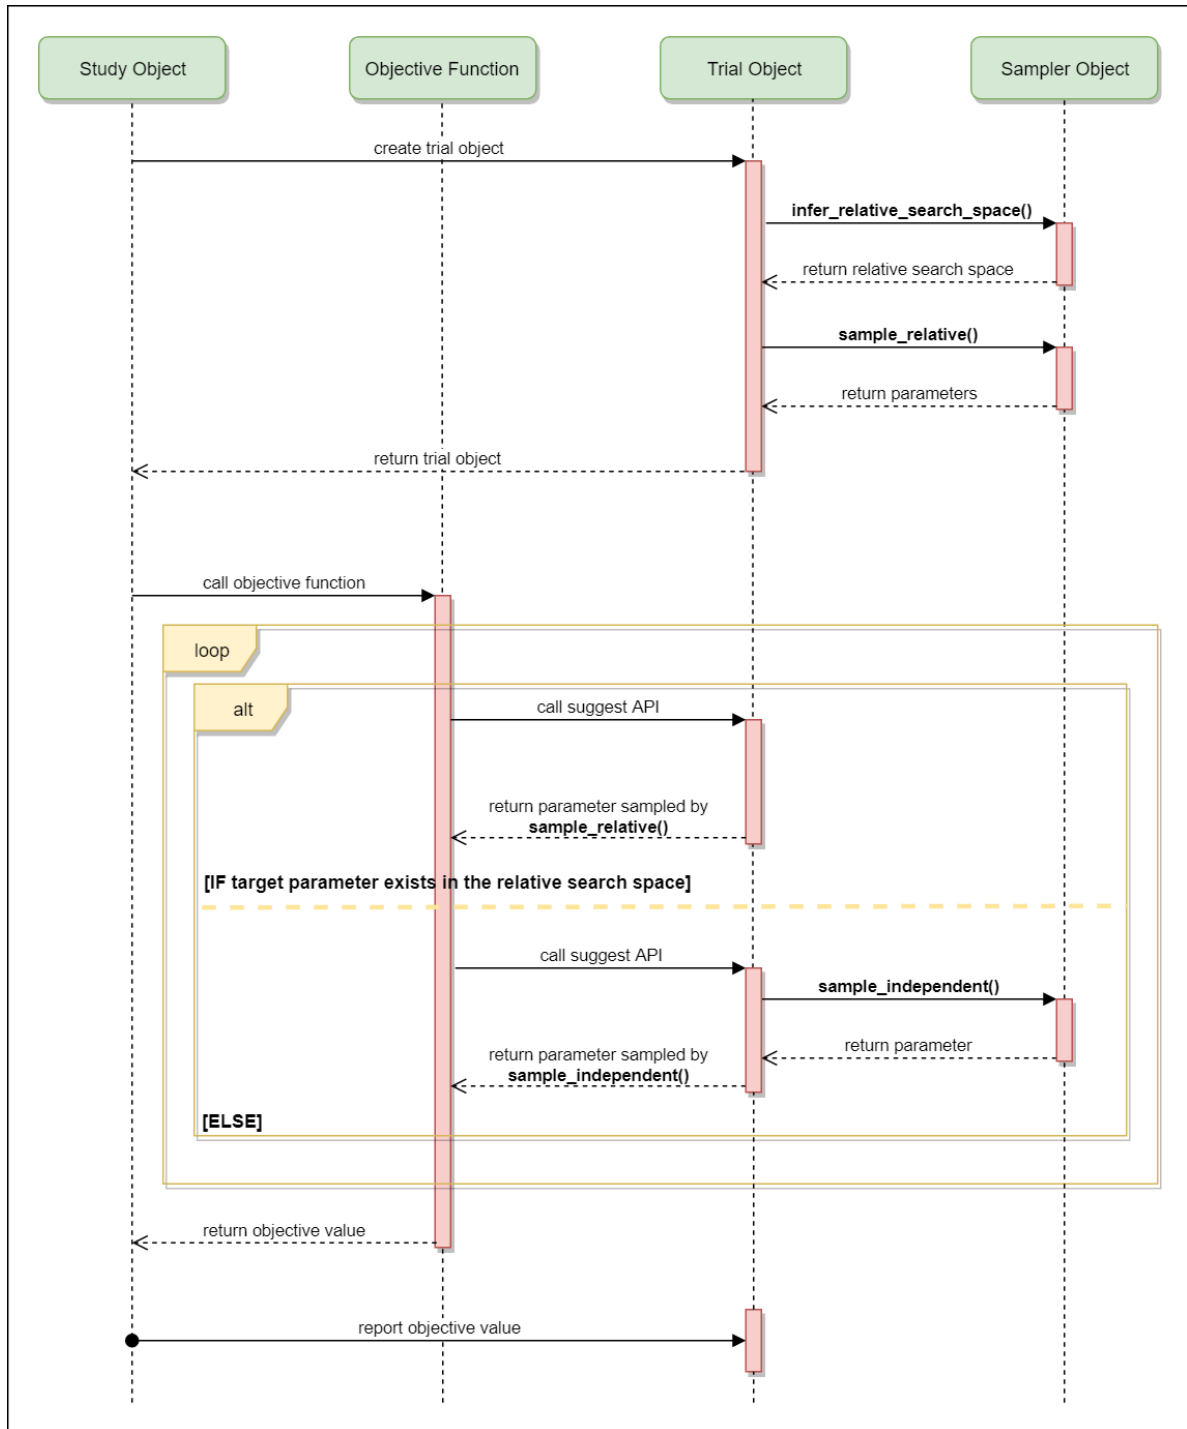 Study Object
Objective Function
Trial Object
Sampler Object
create trial object
infer_relative_search_space()
return relative search space
sample_relative()
return parameters
return trial object
call objective function
loop
alt
call suggest API
return parameter sampled by
sample_relative()
[IF target parameter exists in the relative search space]
call suggest API
sample_independent()
return parameter
return parameter sampled by
sample_independent()
[ELSE]
return objective value
report objective value